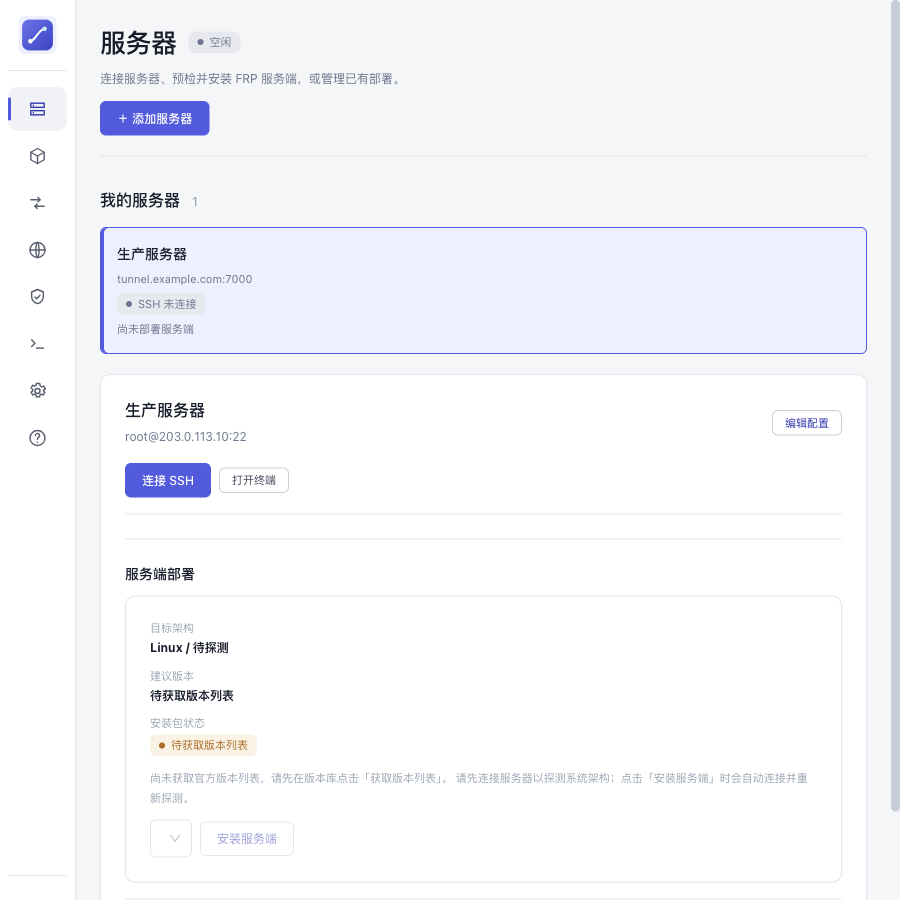 服务器
空闲
连接服务器、预检并安装 FRP 服务端，或管理已有部署。
+ 添加服务器
我的服务器 1
生产服务器
tunnel.example.com:7000
SSH 未连接
尚未部署服务端
生产服务器
root@203.0.113.10:22
编辑配置
连接 SSH
打开终端
服务端部署
目标架构
Linux / 待探测
建议版本
待获取版本列表
安装包状态
待获取版本列表
尚未获取官方版本列表，请先在版本库点击「获取版本列表」。 请先连接服务器以探测系统架构；点击「安装服务端」时会自动连接并重
新探测。
安装服务端